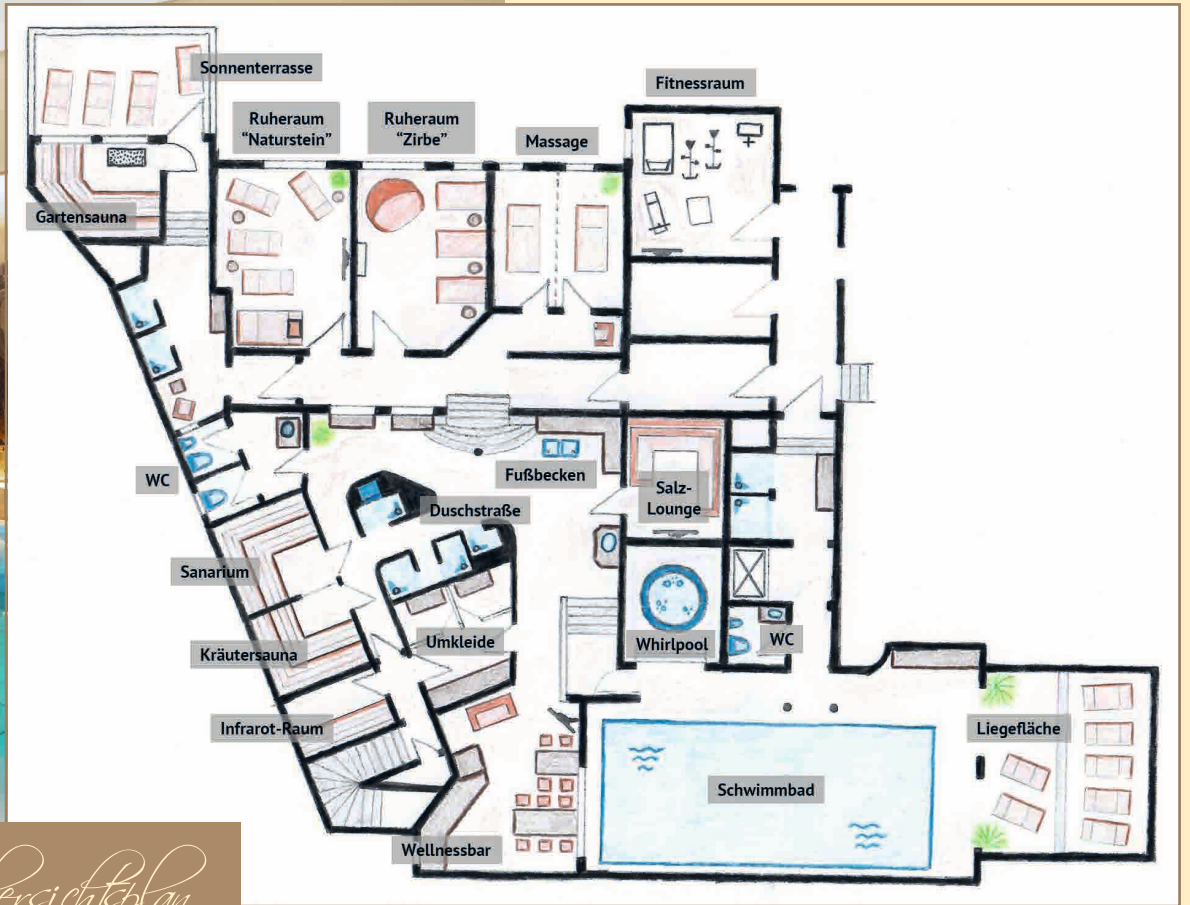 Sonnenterrasse
Fitnessraum
Ruheraum
"Naturstein"
Ruheraum
"Zirbe"
Massage
Gartensauna
WC
Fußbecken
Salz-
Lounge
Duschstraße
Sanarium
Kräutersauna
Umkleide
Whirlpool
WC
Infrarot-Raum
Liegefläche
Schwimmbad
Wellnessbar